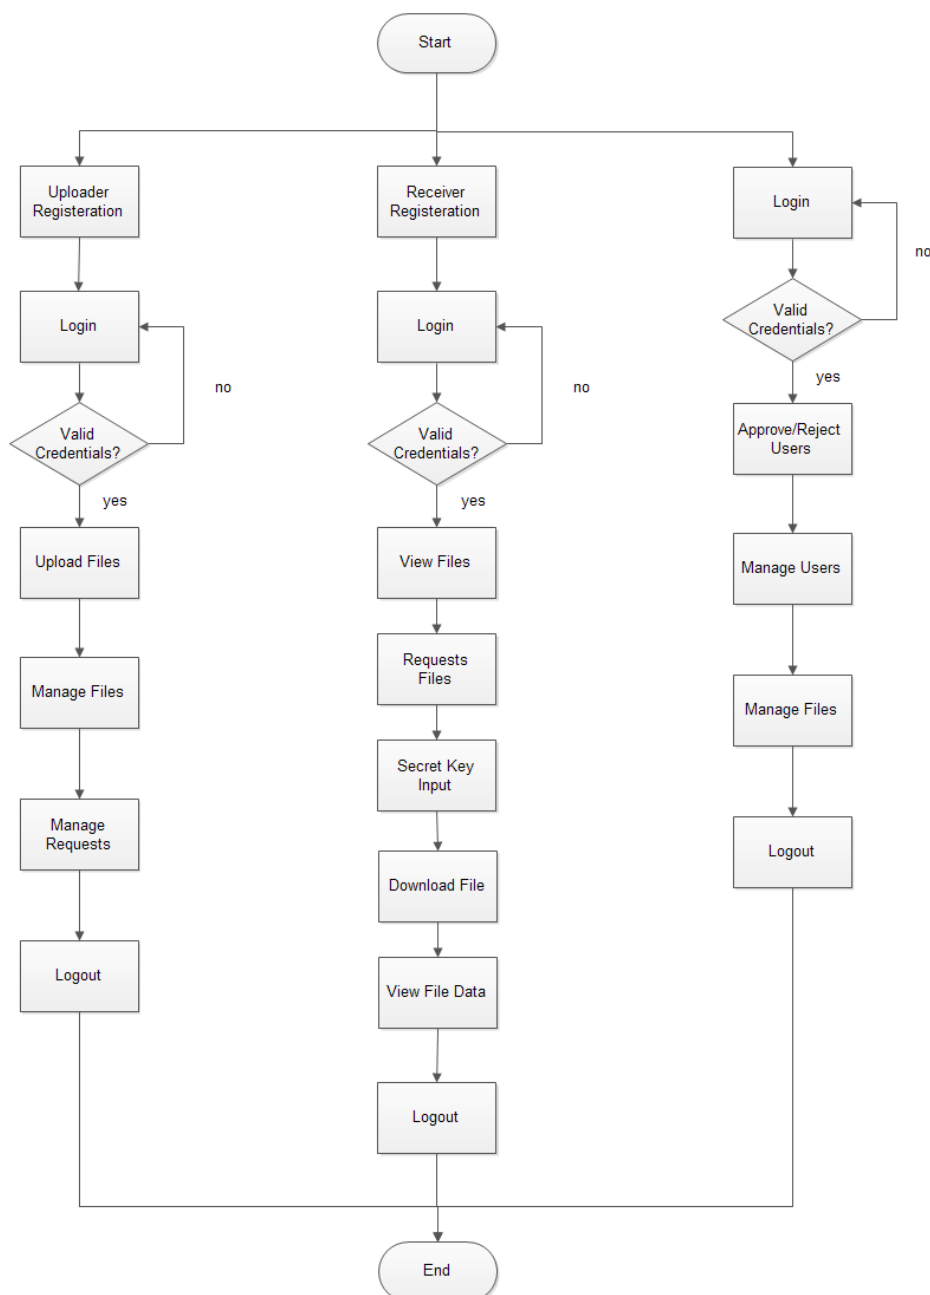 Start
Uploader
Registeration
Login
no
Valid
Credentials?
yes
Upload Files
Manage Files
Manage
Requests
Logout
Receiver
Registeration
Login
no
Valid
Credentials?
yes
View Files
Requests
Files
Secret Key
Input
Download File
View File Data
Logout
Login
no
Valid
Credentials?
yes
Approve/Reject
Users
Manage Users
Manage Files
Logout
End